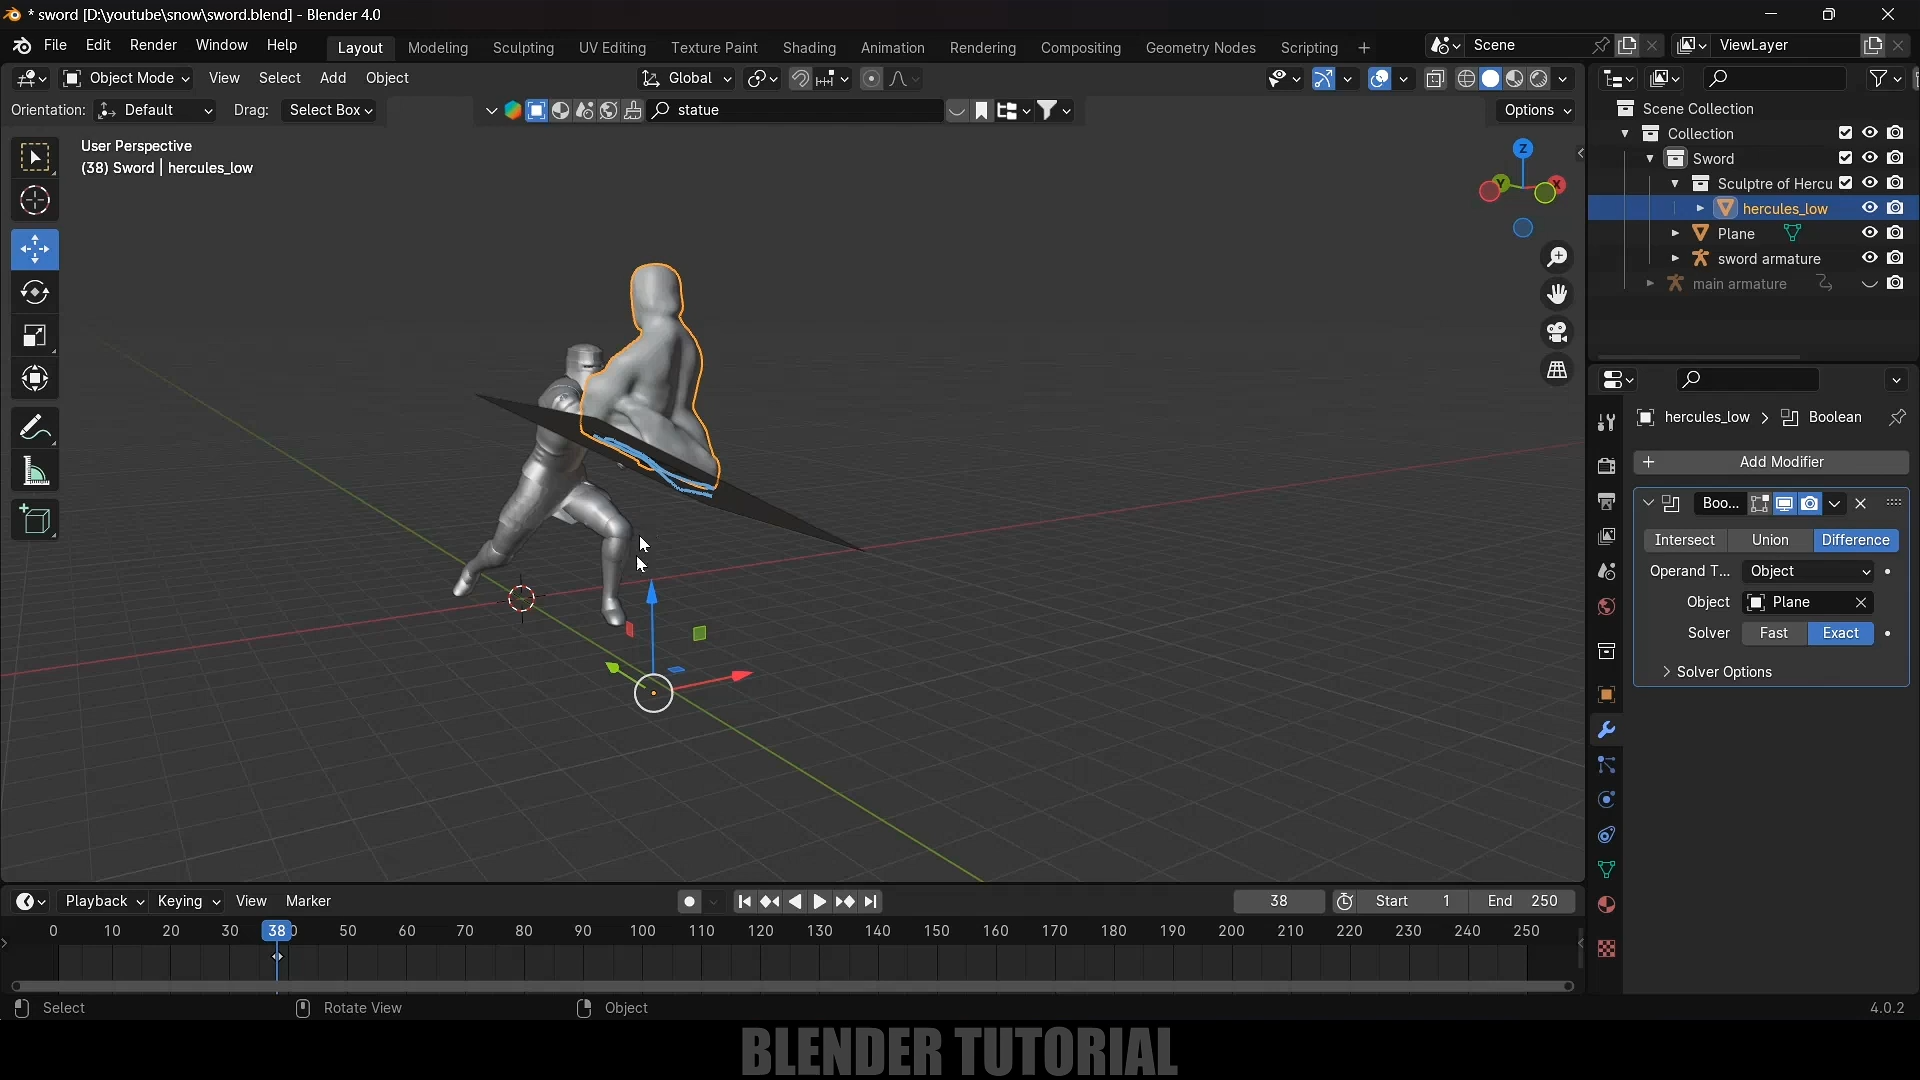 * sword [D:\youtube\snow\sword.blend] - Blender 4.0
File Edit Render Window Help
Layout Modeling Sculpting UV Editing Texture Paint Shading Animation Rendering Compositing Geometry Nodes Scripting +
Scene
ViewLayer
Object Mode View Select Add Object
Global
Orientation: Default Drag: Select Box
statue
Options
User Perspective
(38) Sword | hercules_low
Z
Y
X
Scene Collection
Collection
Sword
Sculptre of Hercu
hercules_low
Plane
sword armature
main armature
hercules_low > Boolean
+ Add Modifier
Boo...
Intersect Union Difference
Operand T... Object
Object Plane
Solver Fast Exact
Solver Options
Playback Keying View Marker
38 Start 1 End 250
0 10 20 30 38 50 60 70 80 90 100 110 120 130 140 150 160 170 180 190 200 210 220 230 240 250
Select Rotate View Object
4.0.2
BLENDER TUTORIAL